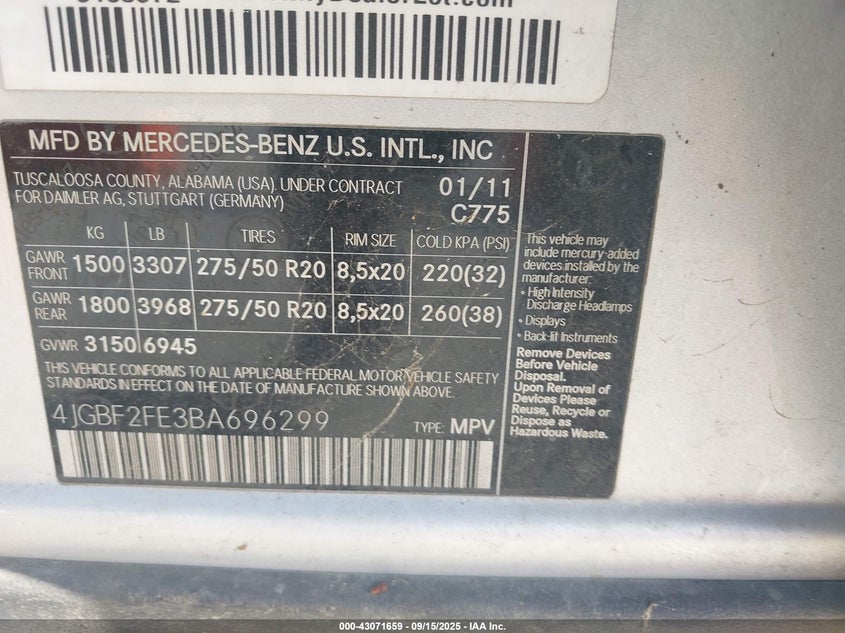 MFD BY MERCEDES-BENZ U.S. INTL., INC
TUSCALOOSA COUNTY, ALABAMA (USA). UNDER CONTRACT
FOR DAIMLER AG, STUTTGART (GERMANY)
01/11
C775
KG LB TIRES RIM SIZE COLD KPA (PSI)
GAWR FRONT 1500 3307 275/50 R20 8,5x20 220(32)
GAWR REAR 1800 3968 275/50 R20 8,5x20 260(38)
GVWR 3150 6945
THIS VEHICLE CONFORMS TO ALL APPLICABLE FEDERAL MOTOR VEHICLE SAFETY
STANDARDS IN EFFECT ON THE DATE OF MANUFACTURE SHOWN ABOVE.
4JGBF2FE3BA696299 TYPE: MPV
This vehicle may
include mercury-added
devices installed by the
manufacturer:
• High Intensity
Discharge Headlamps
• Displays
• Back-lit Instruments
Remove Devices
Before Vehicle
Disposal.
Upon Removal of
Devices Please
Reuse, Recycle or
Dispose as
Hazardous Waste.
000-43071659 - 09/15/2025 - IAA Inc.